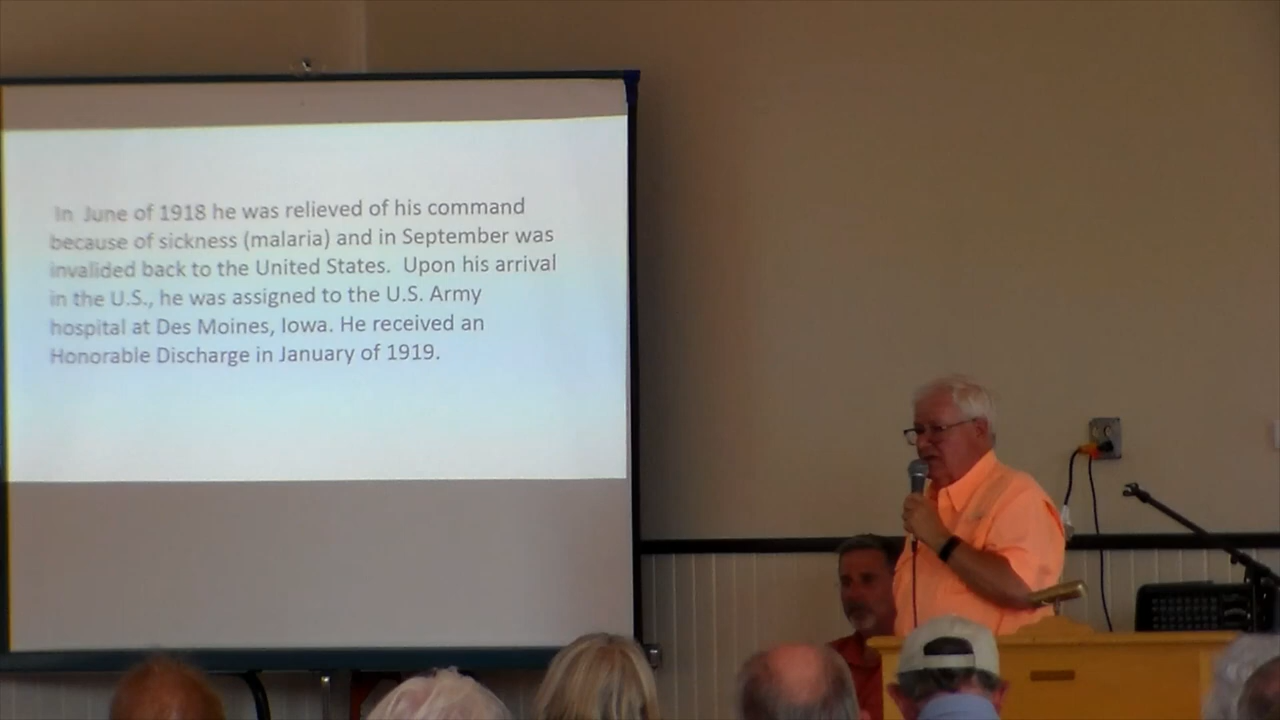 In June of 1918 he was relieved of his command
because of sickness (malaria) and in September was
invalided back to the United States. Upon his arrival
in the U.S., he was assigned to the U.S. Army
hospital at Des Moines, Iowa. He received an
Honorable Discharge in January of 1919.